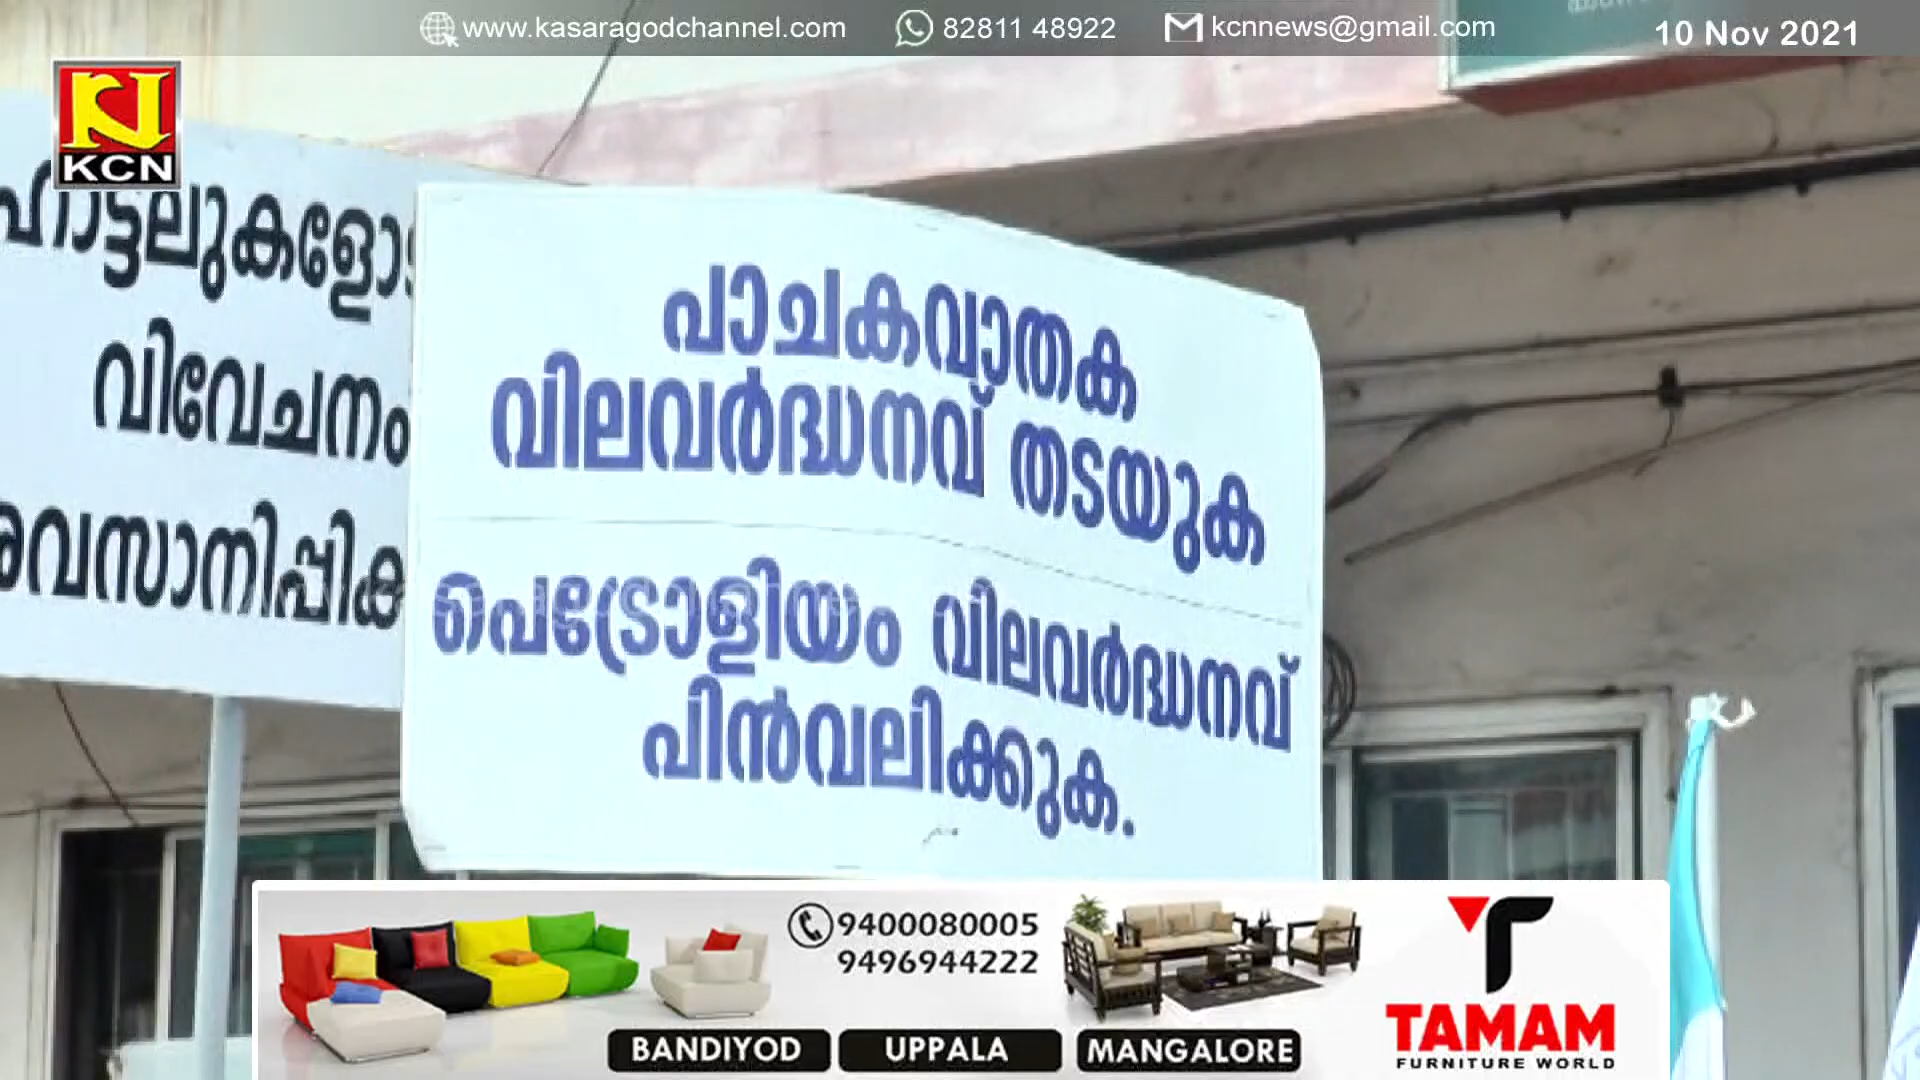 www.kasaragodchannel.com 82811 48922 kcnnews@gmail.com 10 Nov 2021
KCN
വിവേചനം
പാചകവാതക
വിലവർദ്ധനവ് തടയുക
പെട്രോളിയം വിലവർദ്ധനവ്
പിൻവലിക്കുക.
9400080005
9496944222
BANDIYOD UPPALA MANGALORE
TAMAM
FURNITURE WORLD